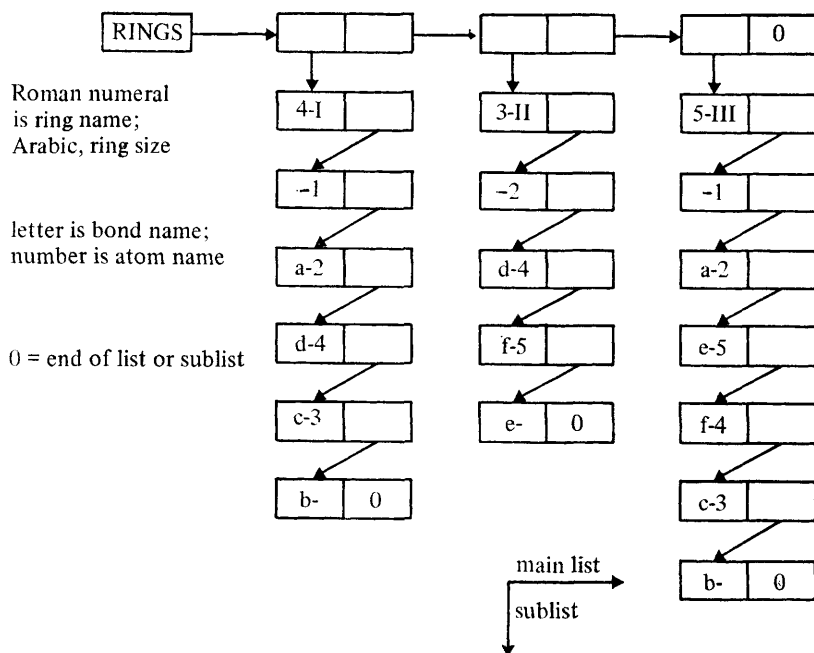 RINGS
0
Roman numeral
is ring name;
Arabic, ring size
4-I
3-II
5-III
-1
-2
-1
letter is bond name;
number is atom name
a-2
d-4
a-2
0 = end of list or sublist
d-4
f-5
e-5
c-3
e- 0
f-4
b- 0
c-3
main list
sublist
b- 0